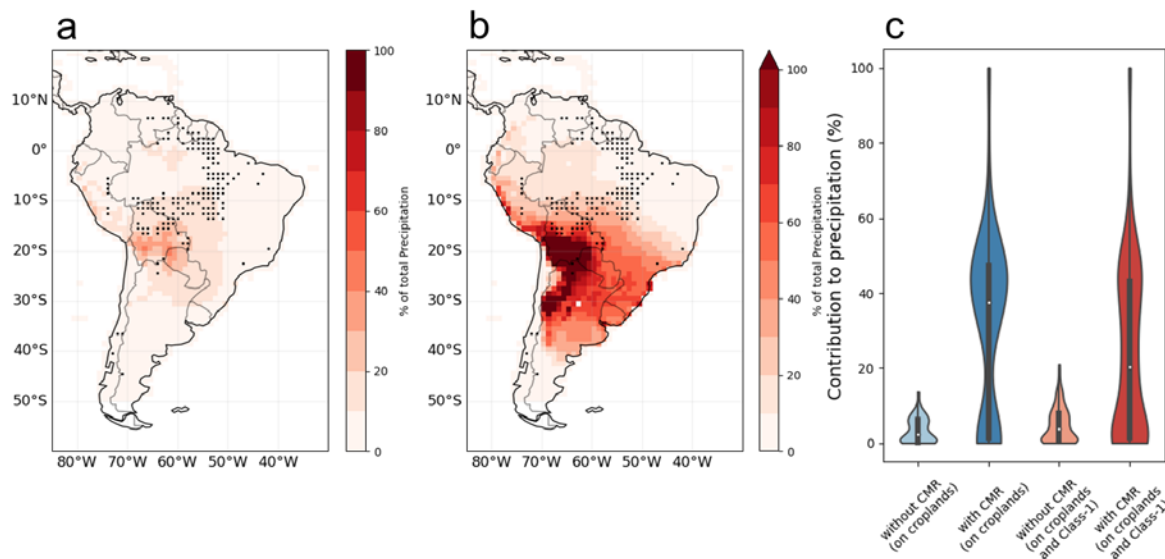 a
b
c
10°N
0°
10°S
20°S
30°S
40°S
50°S
80°W 70°W 60°W 50°W 40°W
100
80
60
40
20
0
% of total Precipitation
10°N
0°
10°S
20°S
30°S
40°S
50°S
80°W 70°W 60°W 50°W 40°W
100
80
60
40
20
0
% of total Precipitation
Contribution to precipitation (%)
100
80
60
40
20
0
without CMR
(on croplands)
with CMR
(on croplands)
without CMR
(on croplands
and Class-1)
with CMR
(on croplands
and Class-1)